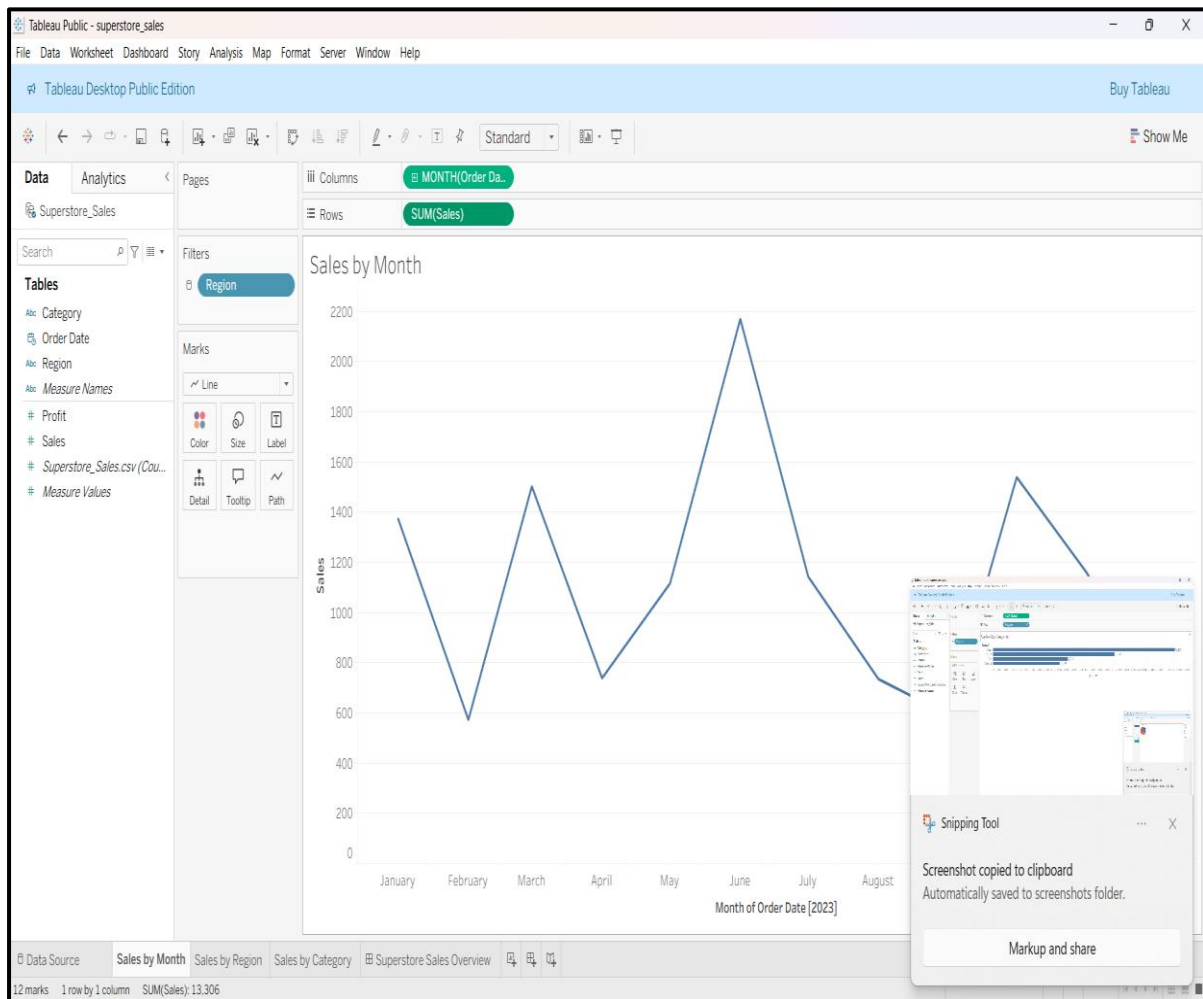 Tableau Public - superstore_sales
File Data Worksheet Dashboard Story Analysis Map Format Server Window Help
Tableau Desktop Public Edition
Buy Tableau
Standard
Show Me
Data
Analytics
Superstore_Sales
Search
Tables
Abc Category
Order Date
Abc Region
Abc Measure Names
# Profit
# Sales
# Superstore_Sales.csv (Cou...
# Measure Values
Pages
Filters
Region
Marks
Line
Color Size Label
Detail Tooltip Path
iii Columns
MONTH(Order Da..
Rows
SUM(Sales)
Sales by Month
2200
2000
1800
1600
1400
1200
1000
800
600
400
200
0
Sales
January February March April May June July August
Month of Order Date [2023]
Snipping Tool
Screenshot copied to clipboard
Automatically saved to screenshots folder.
Markup and share
Data Source Sales by Month Sales by Region Sales by Category Superstore Sales Overview
12 marks 1 row by 1 column SUM(Sales): 13,306